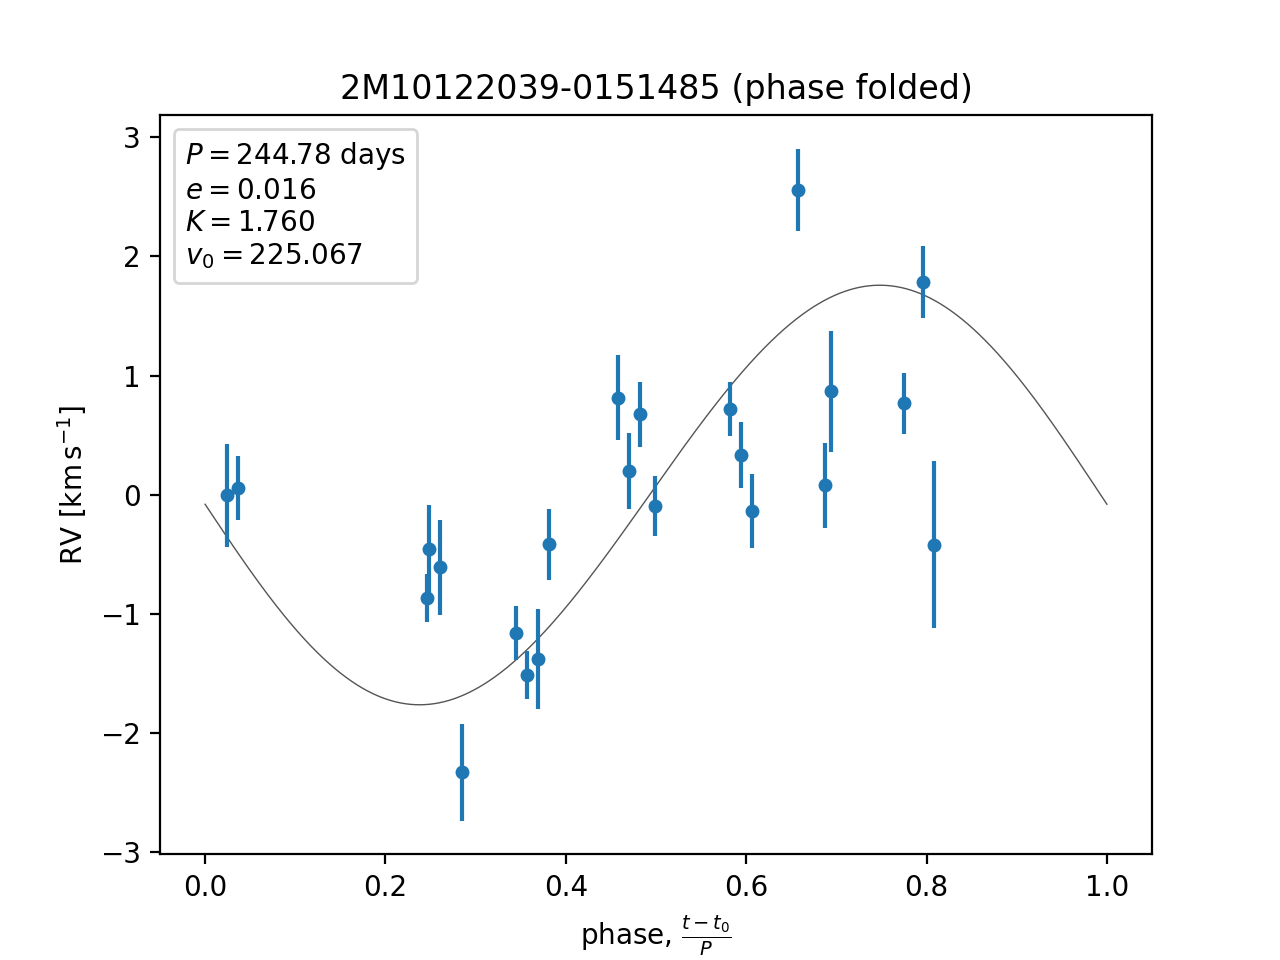 2M10122039-0151485 (phase folded)
P = 244.78 days
e = 0.016
K = 1.760
v₀ = 225.067
RV [km s⁻¹]
3
2
1
0
−1
−2
−3
0.0 0.2 0.4 0.6 0.8 1.0
phase, (t − t₀)/P